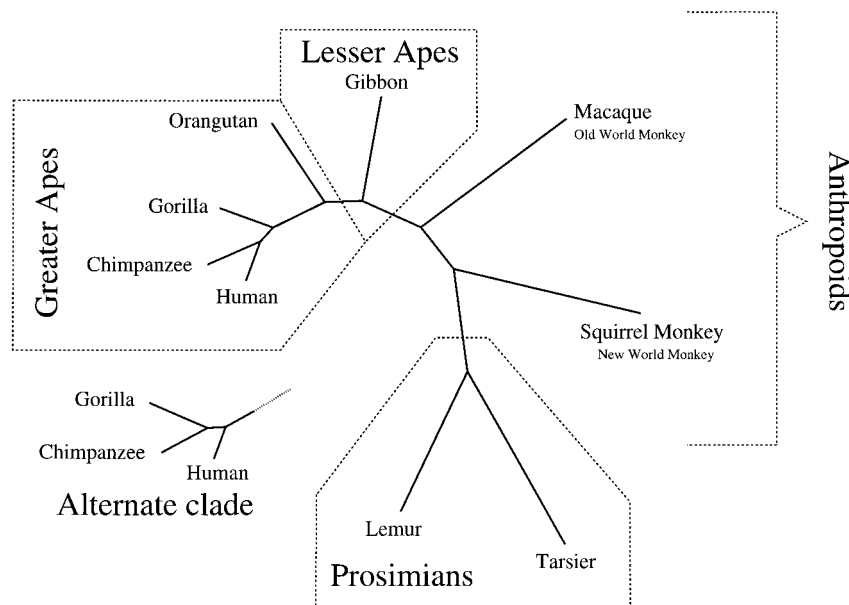 Lesser Apes
Gibbon
Orangutan
Macaque
Old World Monkey
Greater Apes
Gorilla
Chimpanzee
Human
Anthropoids
Squirrel Monkey
New World Monkey
Gorilla
Chimpanzee
Human
Alternate clade
Lemur
Tarsier
Prosimians